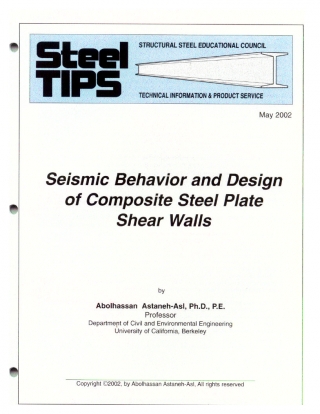 Steel
TIPS
STRUCTURAL STEEL EDUCATIONAL COUNCIL
TECHNICAL INFORMATION & PRODUCT SERVICE
May 2002
Seismic Behavior and Design
of Composite Steel Plate
Shear Walls
by
Abolhassan Astaneh-Asl, Ph.D., P.E.
Professor
Department of Civil and Environmental Engineering
University of California, Berkeley
Copyright ©2002, by Abolhassan Astaneh-Asl, All rights reserved